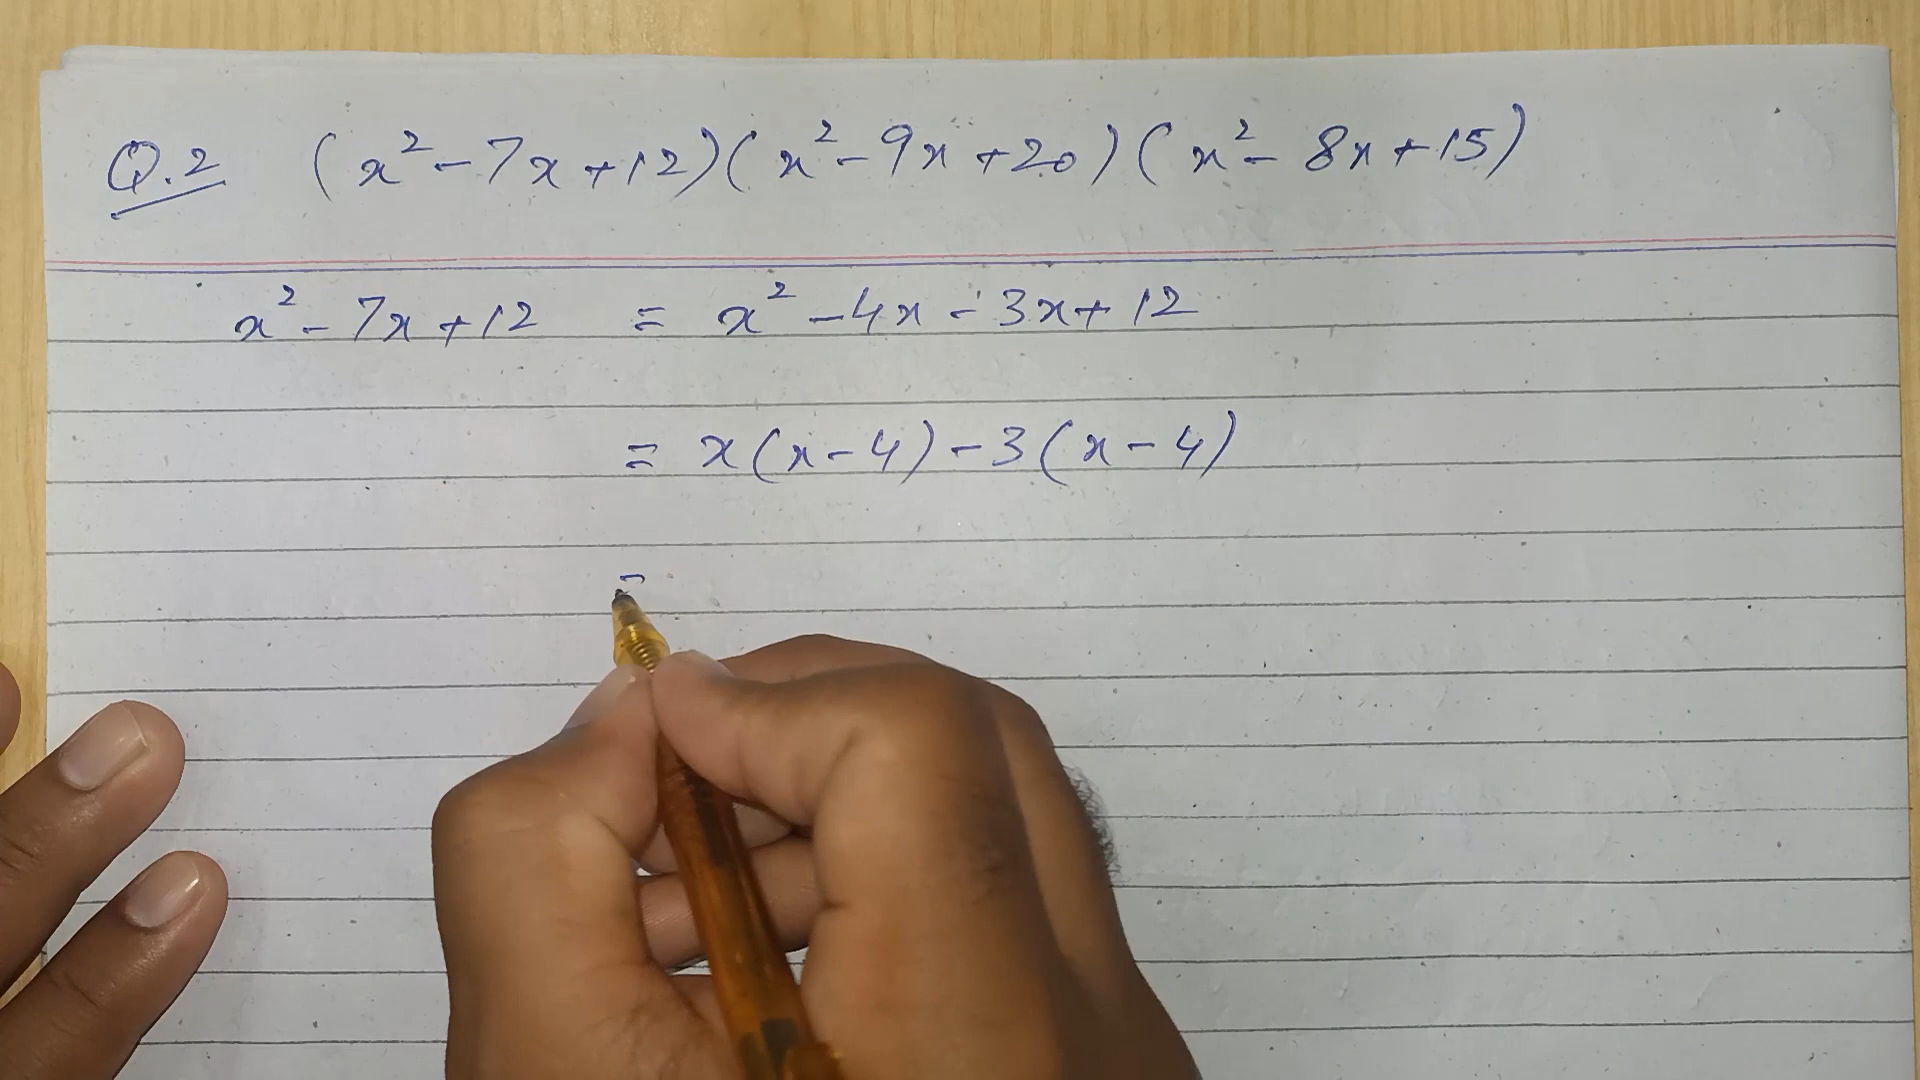 Q.2 (x² - 7x + 12)(x² - 9x + 20)(x² - 8x + 15)
x² - 7x + 12 = x² - 4x - 3x + 12
= x(x - 4) - 3(x - 4)
=